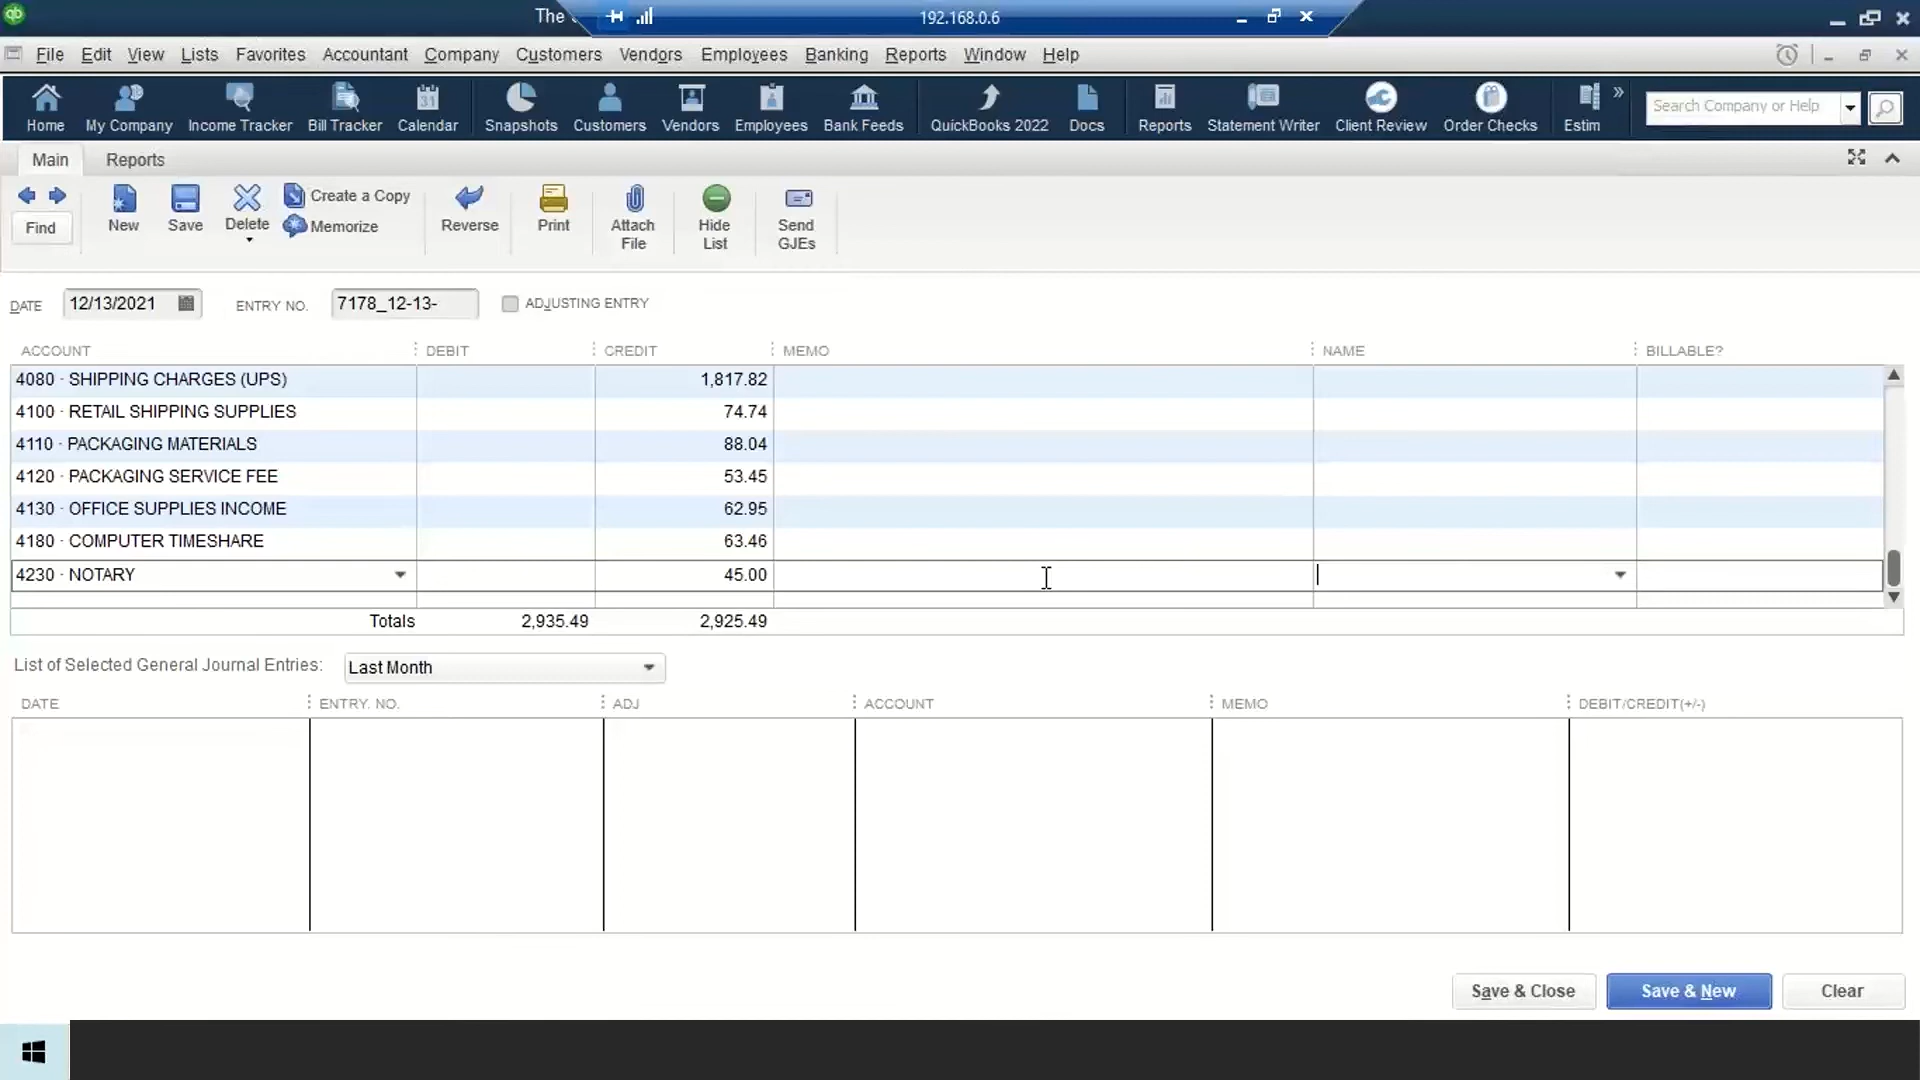 qb The 192.168.0.6
File Edit View Lists Favorites Accountant Company Customers Vendors Employees Banking Reports Window Help
Home My Company Income Tracker Bill Tracker 31 Calendar Snapshots Customers Vendors Employees Bank Feeds QuickBooks 2022 Docs Reports Statement Writer Client Review Order Checks Estim » Search Company or Help
Main Reports
Find New Save Delete Create a Copy Memorize Reverse Print Attach File Hide List Send GJEs
DATE 12/13/2021 ENTRY NO. 7178_12-13- ADJUSTING ENTRY
ACCOUNT DEBIT CREDIT MEMO NAME BILLABLE?
4080 · SHIPPING CHARGES (UPS) 1,817.82
4100 · RETAIL SHIPPING SUPPLIES 74.74
4110 · PACKAGING MATERIALS 88.04
4120 · PACKAGING SERVICE FEE 53.45
4130 · OFFICE SUPPLIES INCOME 62.95
4180 · COMPUTER TIMESHARE 63.46
4230 · NOTARY 45.00
Totals 2,935.49 2,925.49
List of Selected General Journal Entries: Last Month
DATE ENTRY. NO. ADJ ACCOUNT MEMO DEBIT/CREDIT(+/-)
Save & Close Save & New Clear